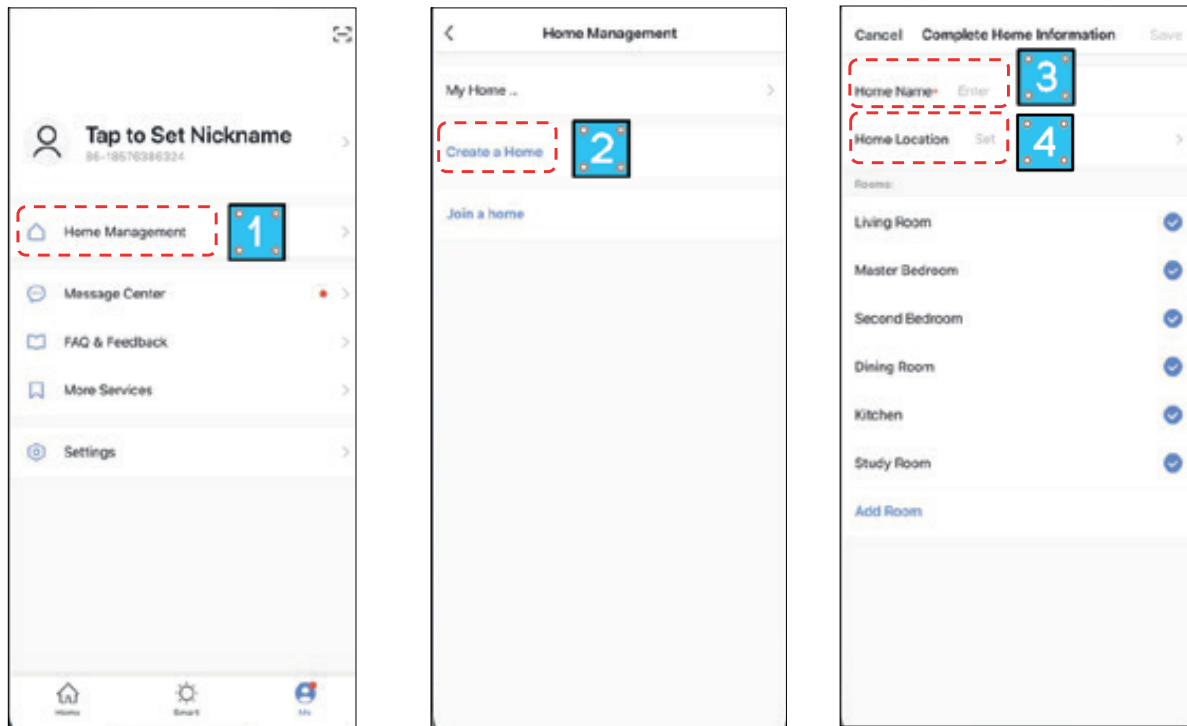 Tap to Set Nickname
86-18576386324
Home Management
1
Message Center
FAQ & Feedback
More Services
Settings
Home
Smart
Me
Home Management
My Home ..
Create a Home
2
Join a home
Cancel Complete Home Information Save
Home Name* Enter
3
Home Location Set
4
Rooms:
Living Room
Master Bedroom
Second Bedroom
Dining Room
Kitchen
Study Room
Add Room